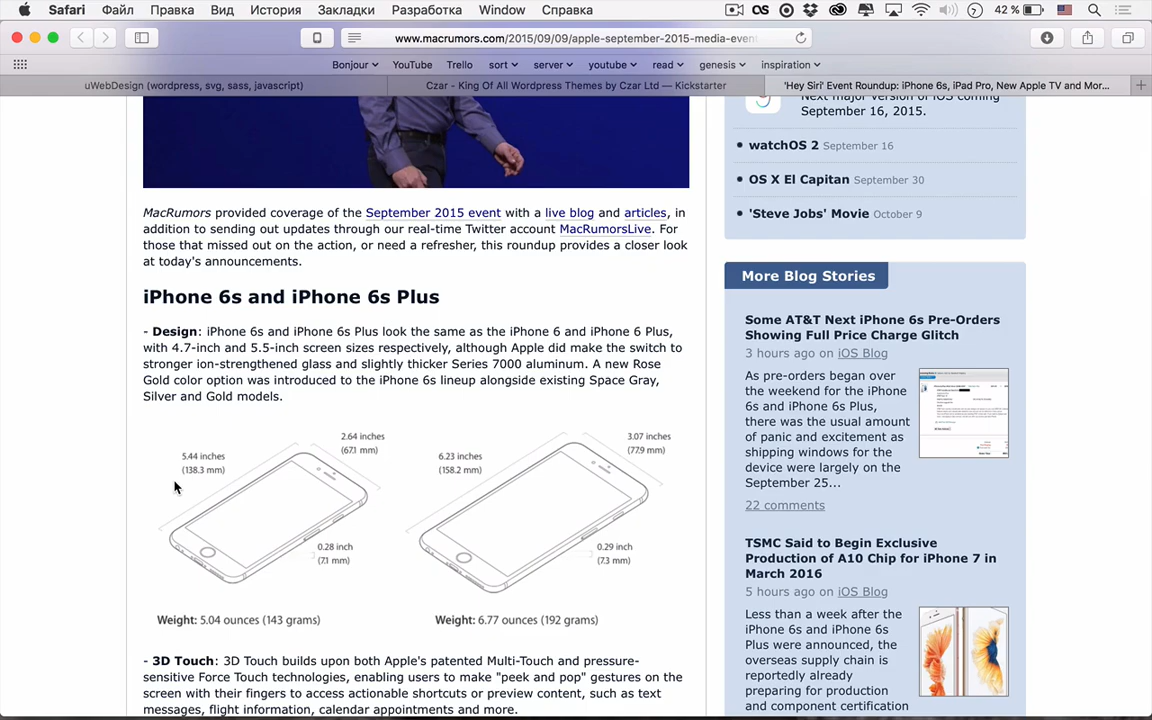 Safari Файл Правка Вид История Закладки Разработка Window Справка 42 %
www.macrumors.com/2015/09/09/apple-september-2015-media-event
Bonjour YouTube Trello sort server youtube read genesis inspiration
uWebDesign (wordpress, svg, sass, javascript) Czar - King Of All Wordpress Themes by Czar Ltd — Kickstarter 'Hey Siri' Event Roundup: iPhone 6s, iPad Pro, New Apple TV and Mor...
MacRumors provided coverage of the September 2015 event with a live blog and articles, in
addition to sending out updates through our real-time Twitter account MacRumorsLive. For
those that missed out on the action, or need a refresher, this roundup provides a closer look
at today's announcements.
iPhone 6s and iPhone 6s Plus
- Design: iPhone 6s and iPhone 6s Plus look the same as the iPhone 6 and iPhone 6 Plus,
with 4.7-inch and 5.5-inch screen sizes respectively, although Apple did make the switch to
stronger ion-strengthened glass and slightly thicker Series 7000 aluminum. A new Rose
Gold color option was introduced to the iPhone 6s lineup alongside existing Space Gray,
Silver and Gold models.
5.44 inches
(138.3 mm)
2.64 inches
(67.1 mm)
0.28 inch
(7.1 mm)
Weight: 5.04 ounces (143 grams)
6.23 inches
(158.2 mm)
3.07 inches
(77.9 mm)
0.29 inch
(7.3 mm)
Weight: 6.77 ounces (192 grams)
- 3D Touch: 3D Touch builds upon both Apple's patented Multi-Touch and pressure-
sensitive Force Touch technologies, enabling users to make "peek and pop" gestures on the
screen with their fingers to access actionable shortcuts or preview content, such as text
messages, flight information, calendar appointments and more.
Next major version of iOS coming
September 16, 2015.
watchOS 2 September 16
OS X El Capitan September 30
'Steve Jobs' Movie October 9
More Blog Stories
Some AT&T Next iPhone 6s Pre-Orders
Showing Full Price Charge Glitch
3 hours ago on iOS Blog
As pre-orders began over
the weekend for the iPhone
6s and iPhone 6s Plus,
there was the usual amount
of panic and excitement as
shipping windows for the
device were largely on the
September 25...
22 comments
TSMC Said to Begin Exclusive
Production of A10 Chip for iPhone 7 in
March 2016
5 hours ago on iOS Blog
Less than a week after the
iPhone 6s and iPhone 6s
Plus were announced, the
overseas supply chain is
reportedly already
preparing for production
and component certification